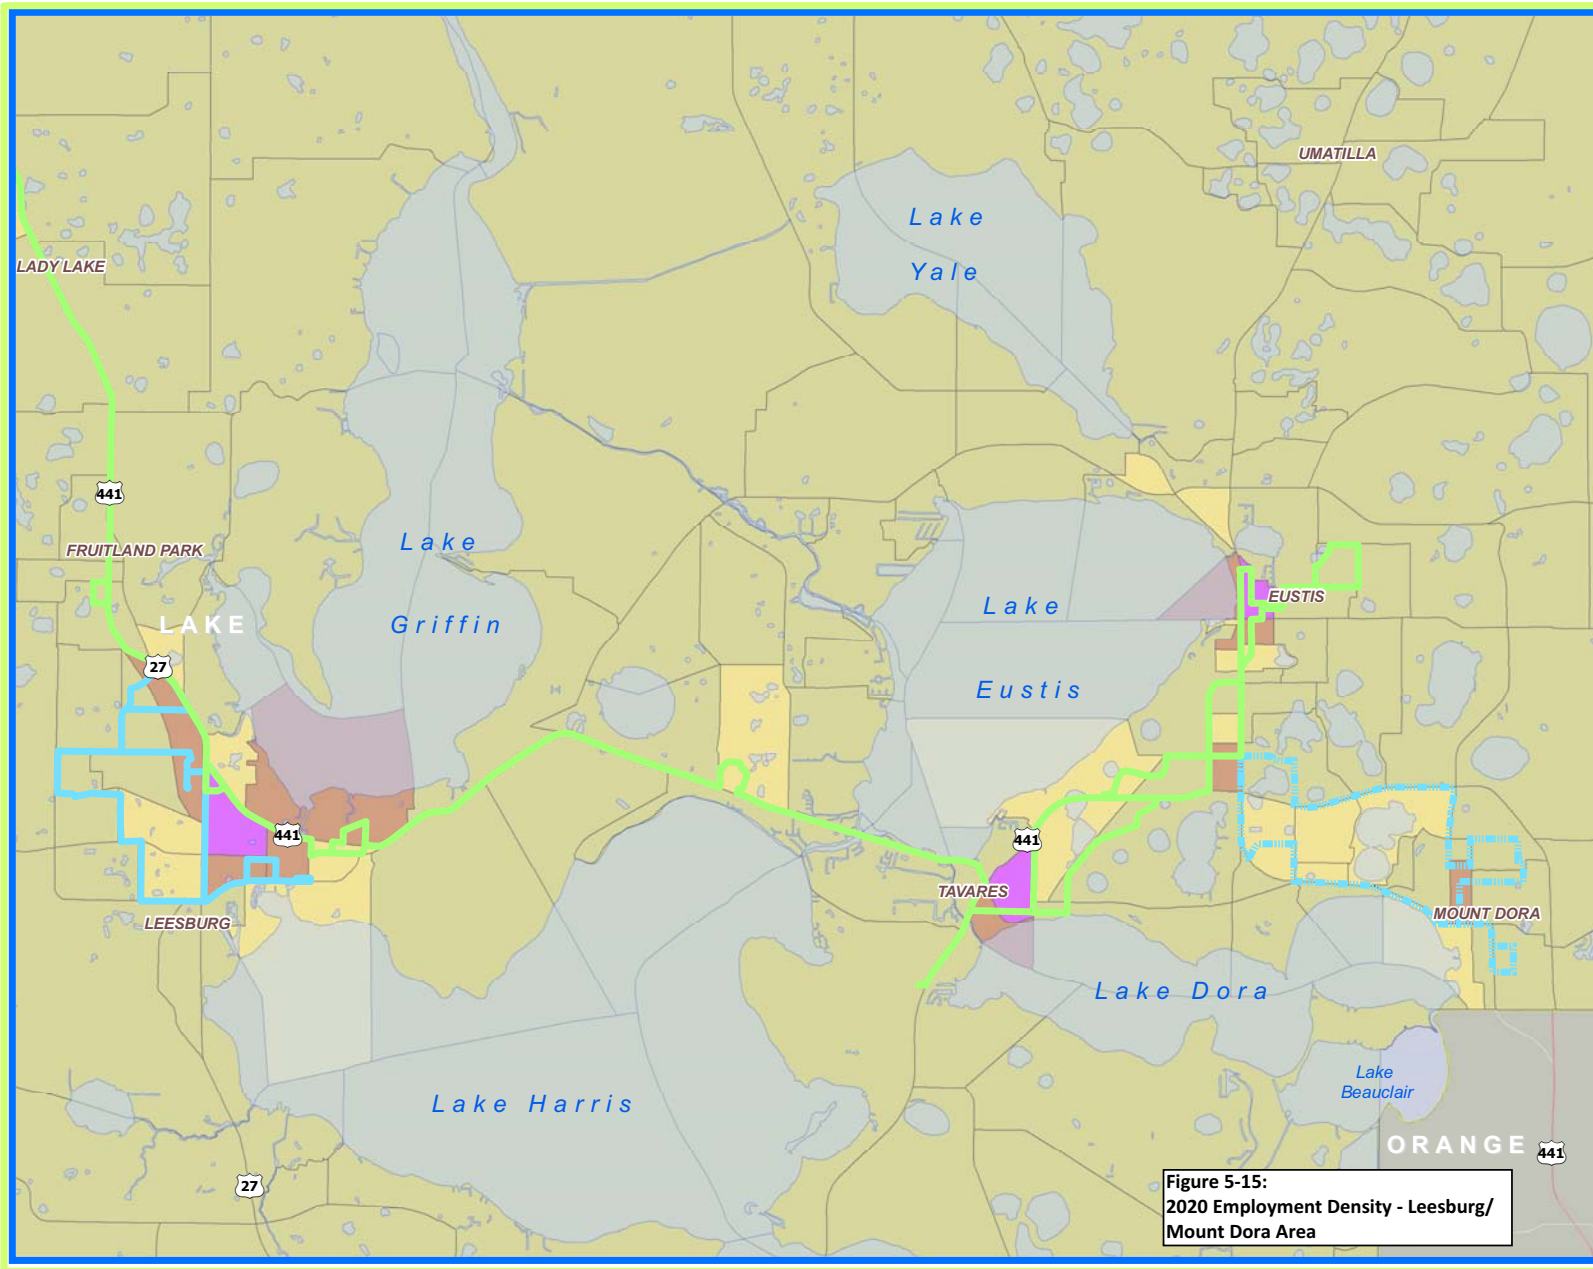 UMATILLA
Lake
Yale
LADY LAKE
441
Lake
FRUITLAND PARK
EUSTIS
Lake
LAKE
Griffin
27
Eustis
441
441
TAVARES
LEESBURG
MOUNT DORA
Lake Dora
Lake
Beauclair
Lake Harris
ORANGE
441
27
Figure 5-15:
2020 Employment Density - Leesburg/
Mount Dora Area